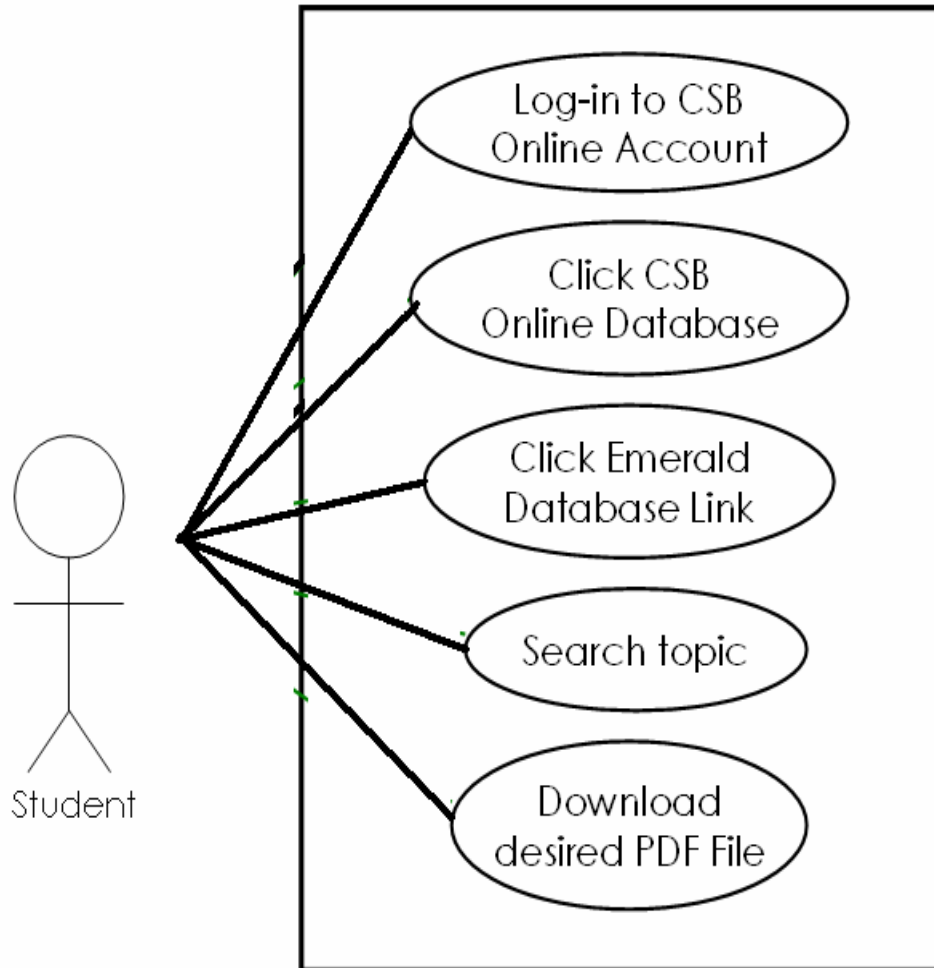 Log-in to CSB
Online Account
Click CSB
Online Database
Click Emerald
Database Link
Search topic
Download
desired PDF File
Student